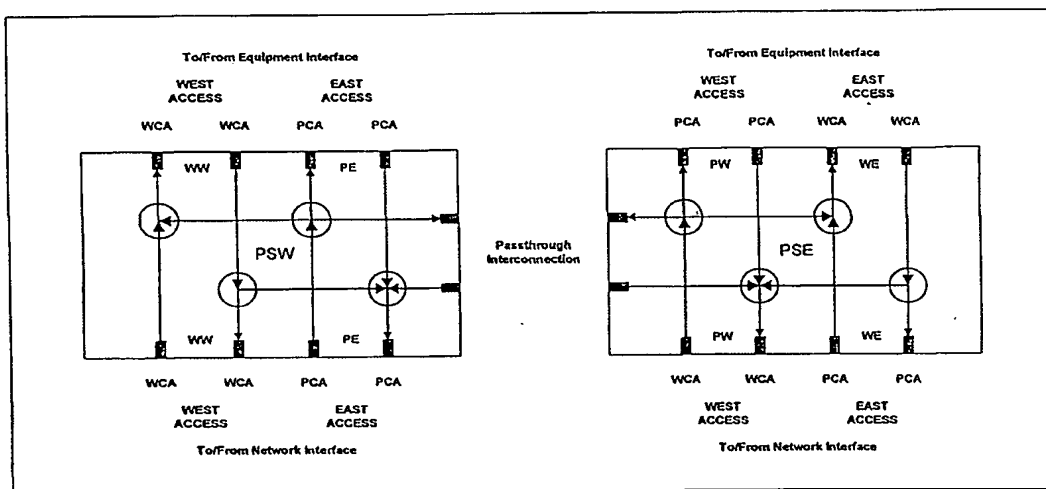 To/From Equipment Interface
WEST ACCESS
EAST ACCESS
WCA WCA PCA PCA
WW PE
PSW
WW PE
WCA WCA PCA PCA
WEST ACCESS
EAST ACCESS
To/From Network Interface
Passthrough
Interconnection
To/From Equipment Interface
WEST ACCESS
EAST ACCESS
PCA PCA WCA WCA
PW WE
PSE
PW WE
WCA WCA PCA PCA
WEST ACCESS
EAST ACCESS
To/From Network Interface